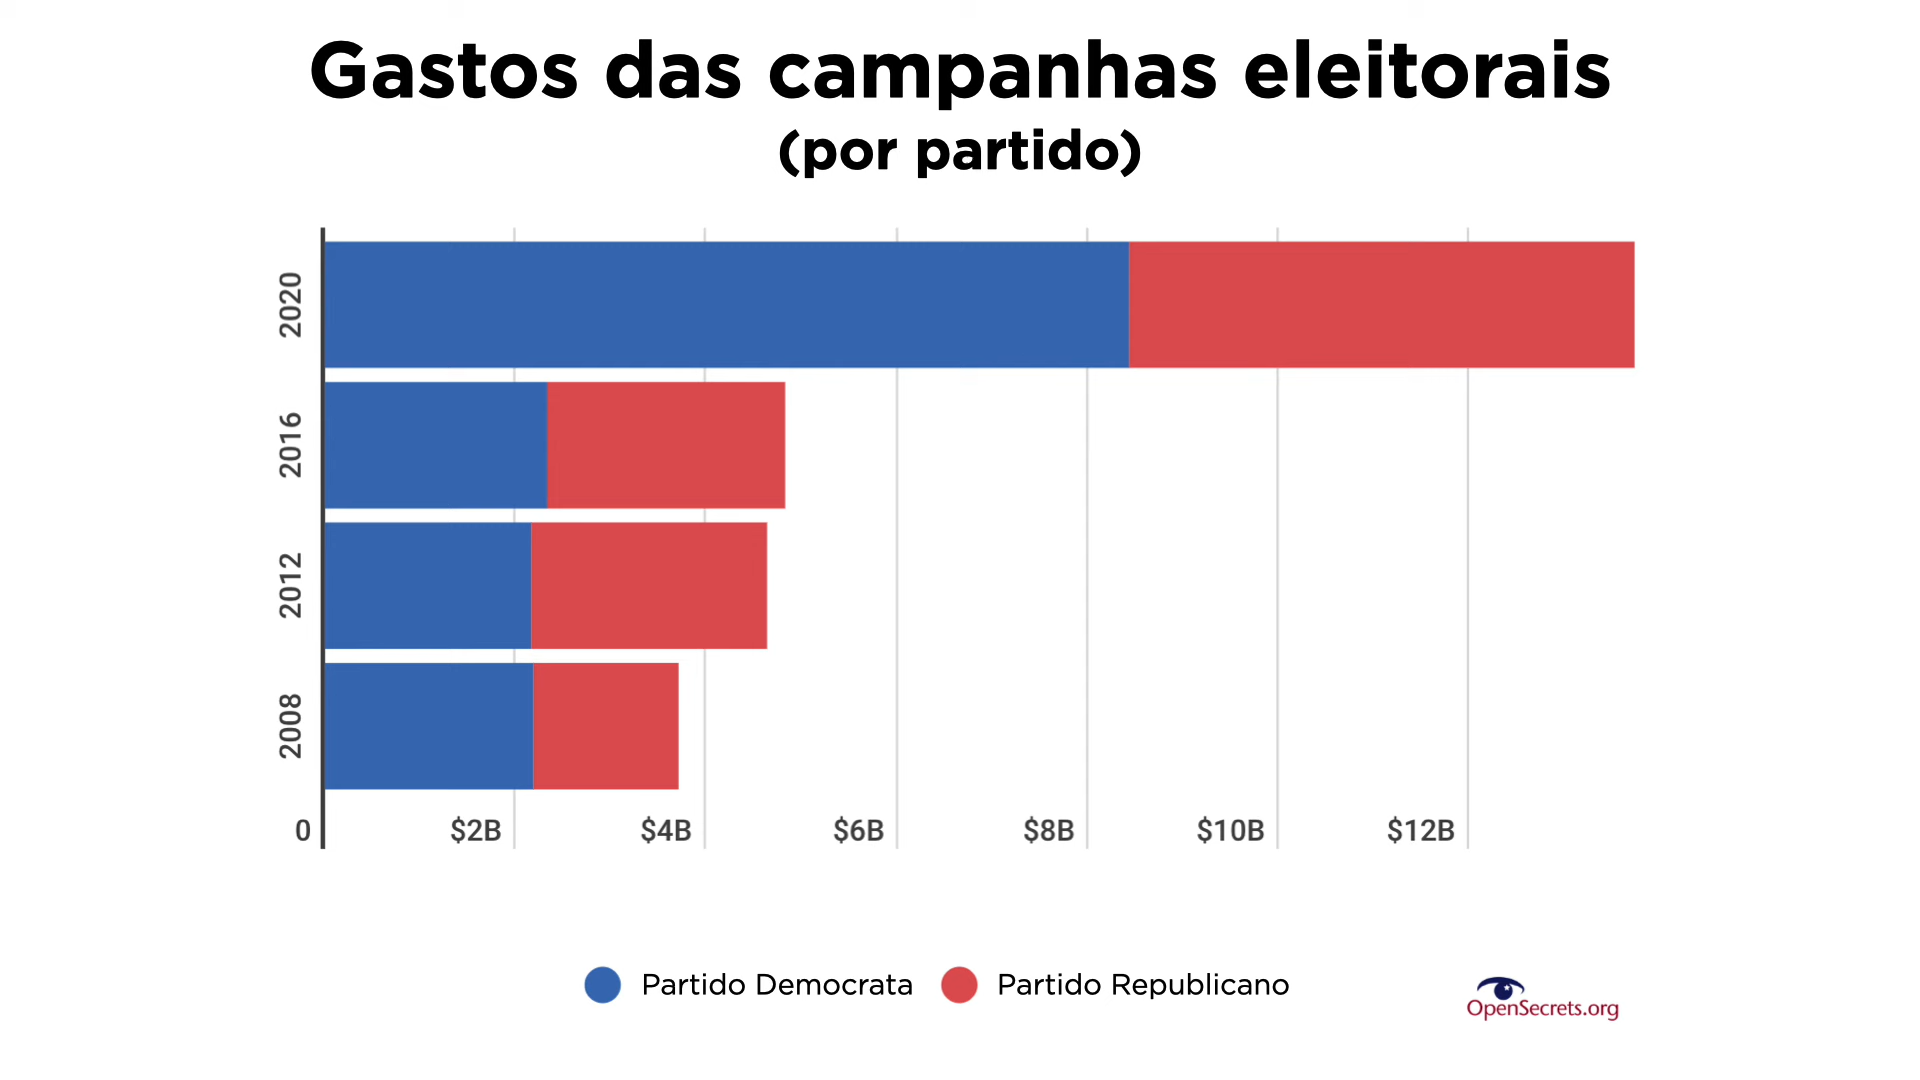 Gastos das campanhas eleitorais
(por partido)
2020
2016
2012
2008
0 $2B $4B $6B $8B $10B $12B
Partido Democrata Partido Republicano
OpenSecrets.org